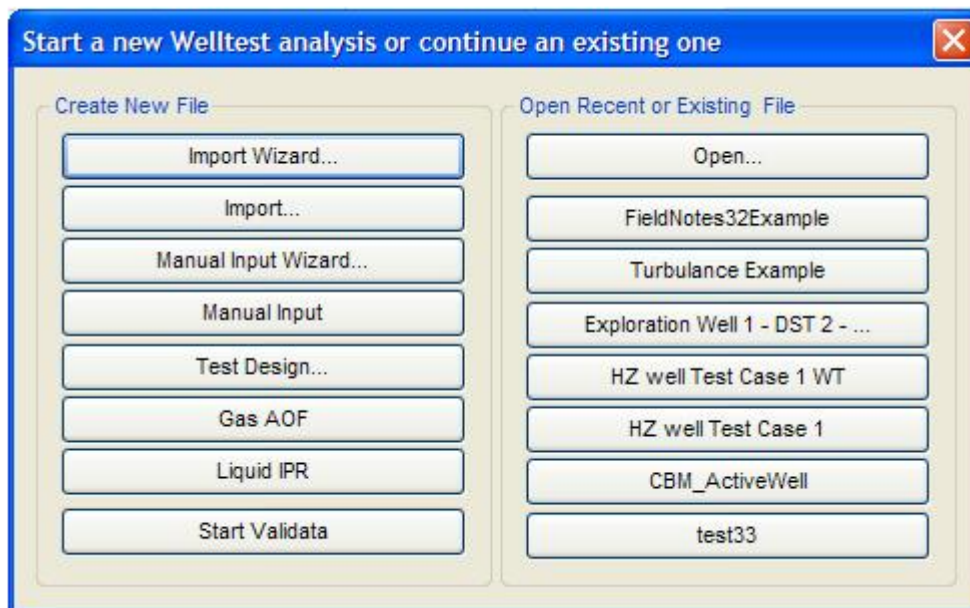 Start a new Welltest analysis or continue an existing one
Create New File
Import Wizard...
Import...
Manual Input Wizard...
Manual Input
Test Design...
Gas AOF
Liquid IPR
Start Validata
Open Recent or Existing File
Open...
FieldNotes32Example
Turbulance Example
Exploration Well 1 - DST 2 - ...
HZ well Test Case 1 WT
HZ well Test Case 1
CBM_ActiveWell
test33